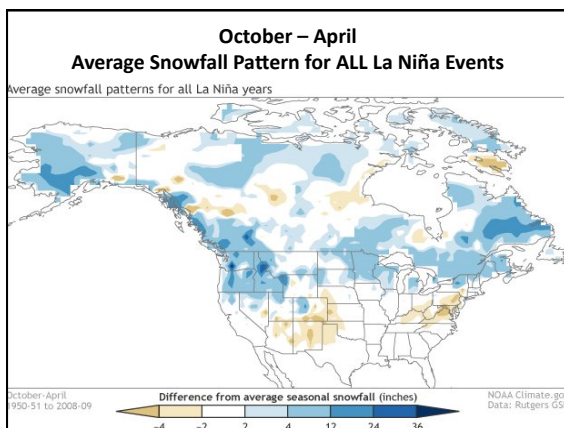 October – April
Average Snowfall Pattern for ALL La Niña Events
Average snowfall patterns for all La Niña years
October-April
1950-51 to 2008-09
Difference from average seasonal snowfall (inches)
-4 -2 2 4 12 24 36
NOAA Climate.go
Data: Rutgers GS